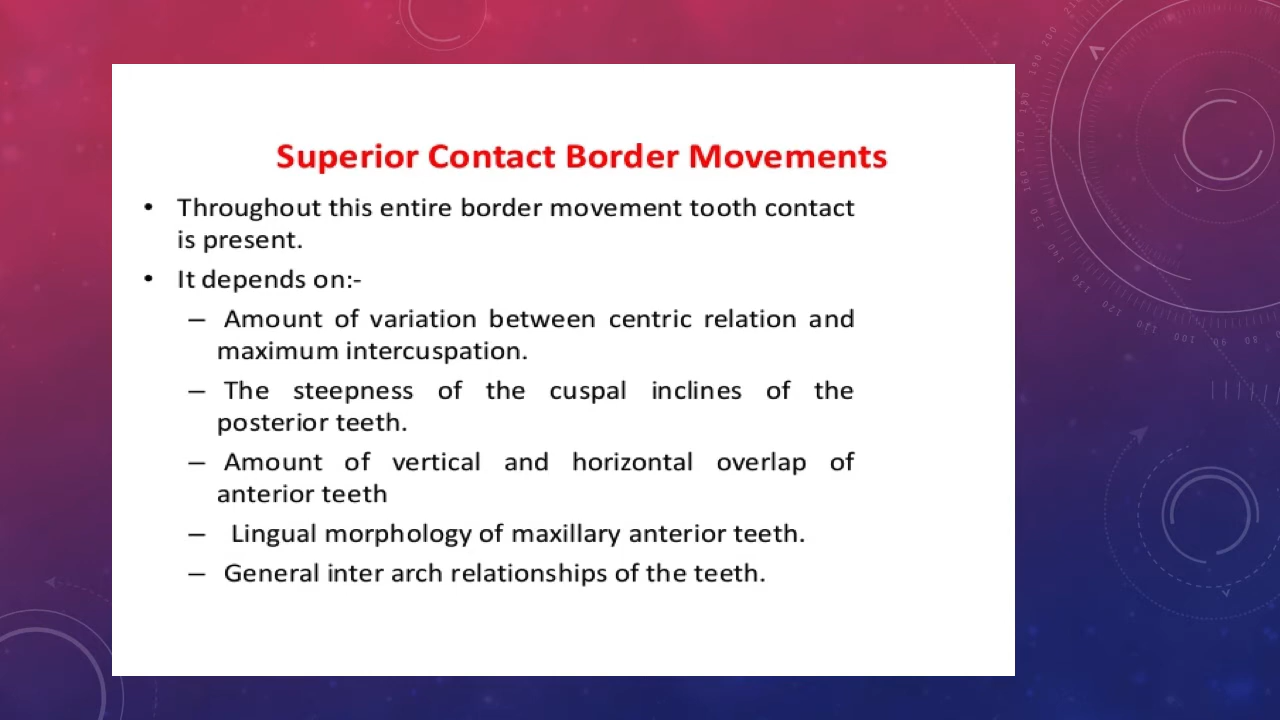 Superior Contact Border Movements
• Throughout this entire border movement tooth contact
is present.
• It depends on:-
– Amount of variation between centric relation and
maximum intercuspation.
– The steepness of the cuspal inclines of the
posterior teeth.
– Amount of vertical and horizontal overlap of
anterior teeth
– Lingual morphology of maxillary anterior teeth.
– General inter arch relationships of the teeth.